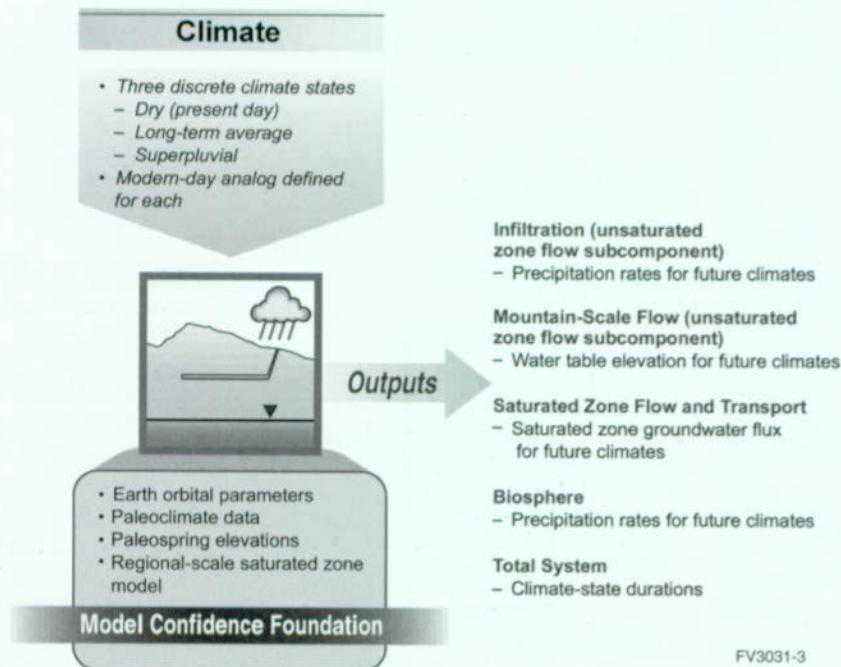 Climate
• Three discrete climate states
– Dry (present day)
– Long-term average
– Superpluvial
• Modern-day analog defined
for each
Outputs
Infiltration (unsaturated
zone flow subcomponent)
– Precipitation rates for future climates
Mountain-Scale Flow (unsaturated
zone flow subcomponent)
– Water table elevation for future climates
Saturated Zone Flow and Transport
– Saturated zone groundwater flux
for future climates
Biosphere
– Precipitation rates for future climates
Total System
– Climate-state durations
• Earth orbital parameters
• Paleoclimate data
• Paleospring elevations
• Regional-scale saturated zone
model
Model Confidence Foundation
FV3031-3